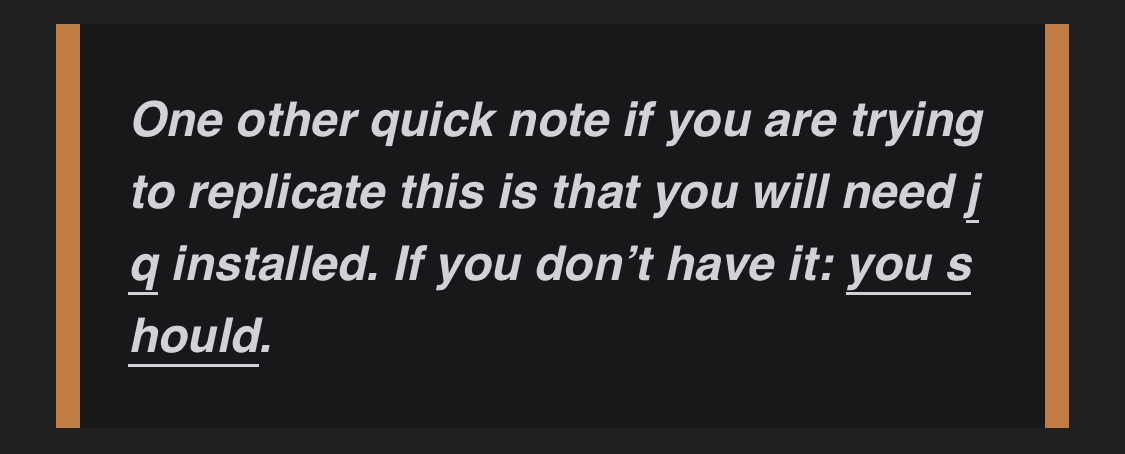 One other quick note if you are trying
to replicate this is that you will need j
q installed. If you don’t have it: you s
hould.